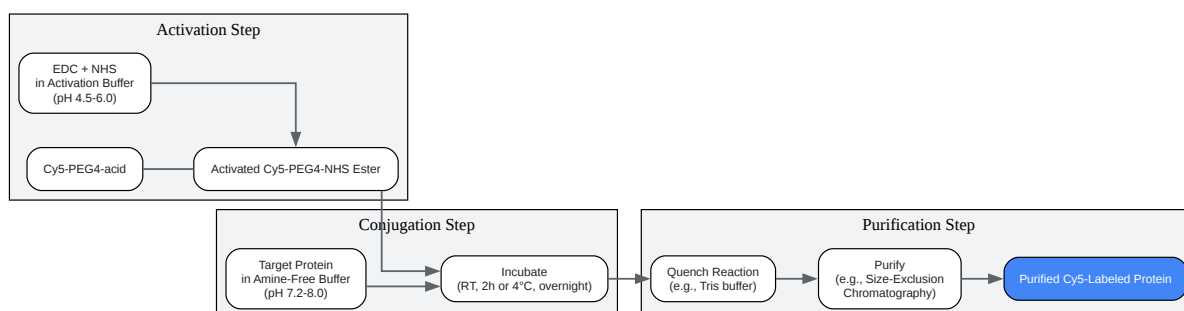 Activation Step
EDC + NHS
in Activation Buffer
(pH 4.5-6.0)
Cy5-PEG4-acid
Activated Cy5-PEG4-NHS Ester
Conjugation Step
Target Protein
in Amine-Free Buffer
(pH 7.2-8.0)
Incubate
(RT, 2h or 4°C, overnight)
Purification Step
Quench Reaction
(e.g., Tris buffer)
Purify
(e.g., Size-Exclusion
Chromatography)
Purified Cy5-Labeled Protein